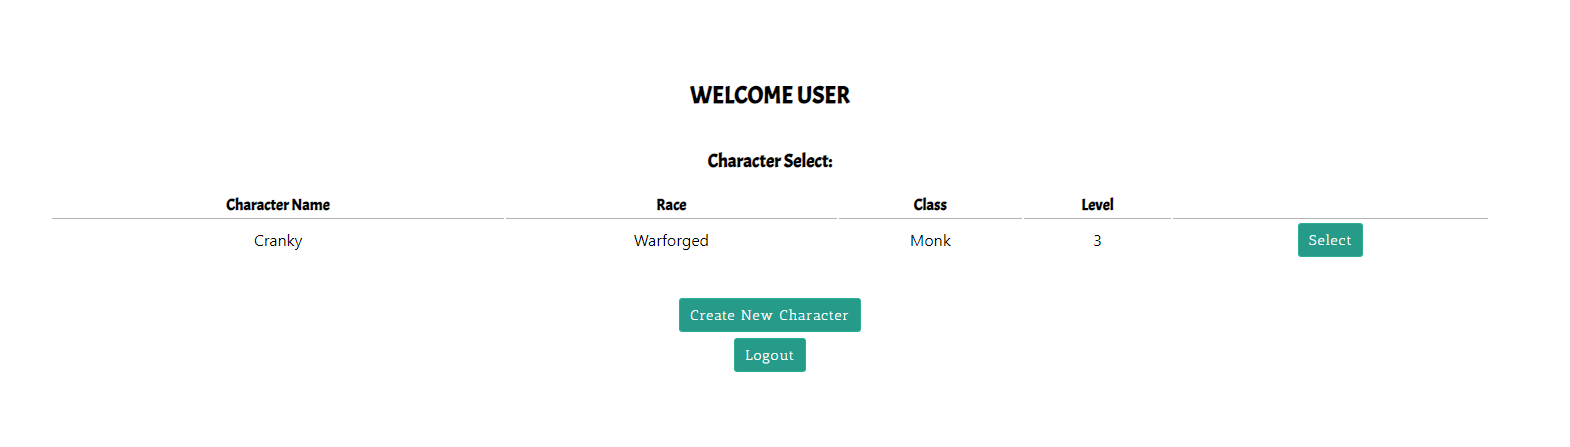 WELCOME USER
Character Select:
Character Name Race Class Level
Cranky Warforged Monk 3 Select
Create New Character
Logout